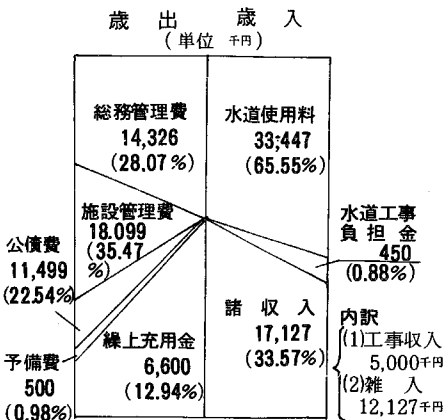 歳出 歳入
(単位 千円)
総務管理費
14,326
(28.07%)
水道使用料
33,447
(65.55%)
施設管理費
18.099
(35.47
%)
公債費
11,499
(22.54%)
予備費
500
(0.98%)
繰上充用金
6,600
(12.94%)
水道工事
負担金
450
(0.88%)
諸収入
17,127
(33.57%)
内訳
(1)工事収入
5,000千円
(2)雑入
12,127千円